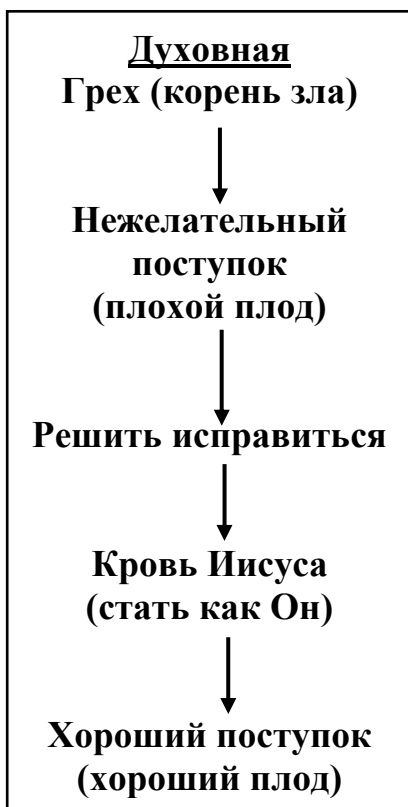 Духовная
Грех (корень зла)
Нежелательный
поступок
(плохой плод)
Решить исправиться
Кровь Иисуса
(стать как Он)
Хороший поступок
(хороший плод)